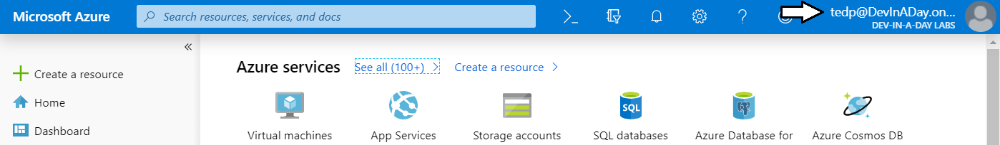 Microsoft Azure
Search resources, services, and docs
tedp@DevInADay.on...
DEV-IN-A-DAY LABS
«
Create a resource
Home
Dashboard
Azure services
See all (100+)
Create a resource
Virtual machines
App Services
Storage accounts
SQL
SQL databases
Azure Database for
Azure Cosmos DB